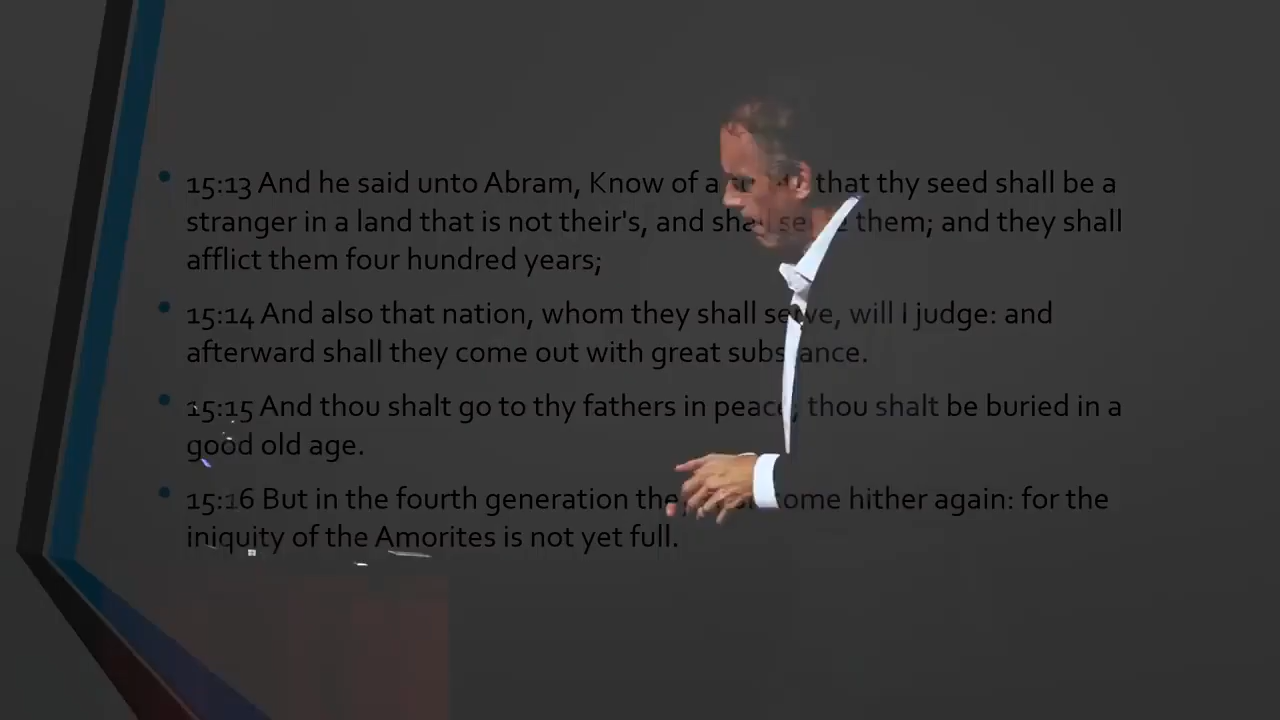 15:13 And he said unto Abram, Know of a that thy seed shall be a
stranger in a land that is not their's, and shall serve them; and they shall
afflict them four hundred years;
15:14 And also that nation, whom they shall serve, will I judge: and
afterward shall they come out with great substance.
15:15 And thou shalt go to thy fathers in peace; thou shalt be buried in a
good old age.
15:16 But in the fourth generation they come hither again: for the
iniquity of the Amorites is not yet full.